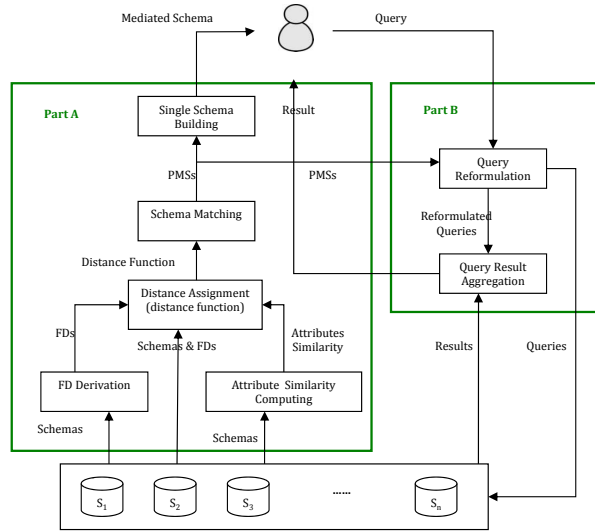 Mediated Schema
Query
Part A
Single Schema
Building
Result
Part B
PMSs
PMSs
Query
Reformulation
Schema Matching
Reformulated
Queries
Distance Function
Query Result
Aggregation
Distance Assignment
(distance function)
FDs
Schemas & FDs
Attributes
Similarity
Results
Queries
FD Derivation
Attribute Similarity
Computing
Schemas
Schemas
S1
S2
S3
......
Sn